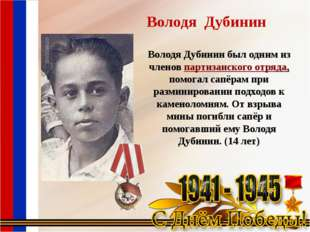 Володя Дубинин
Володя Дубинин был одним из
членов партизанского отряда,
помогал сапёрам при
разминировании подходов к
каменоломням. От взрыва
мины погибли сапёр и
помогавший ему Володя
Дубинин. (14 лет)
1941 - 1945
С Днём Победы!